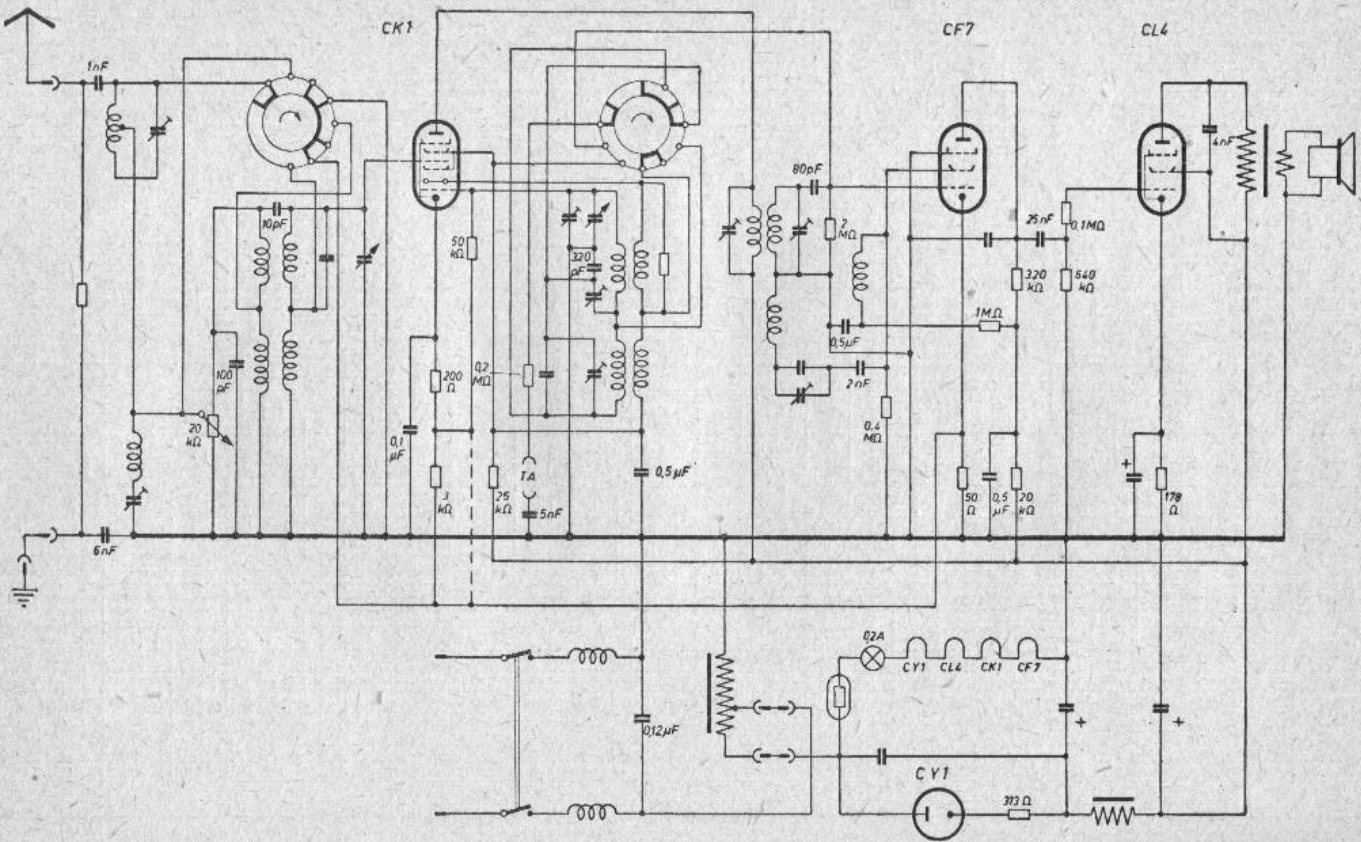 CK1
CF7
CL4
1nF
4nF
80pF
10pF
2
MΩ
25nF
0,1MΩ
50
kΩ
320
pF
320
kΩ
640
kΩ
1MΩ
0,5µF
100
pF
200
Ω
0,2
MΩ
2nF
20
kΩ
0,1
µF
0,4
MΩ
3
kΩ
25
kΩ
TA
0,5µF
50
Ω
0,5
µF
20
kΩ
+
178
Ω
5nF
6nF
0,2A
CY1
CL4
CK1
CF7
0,12µF
+
+
CY1
313Ω